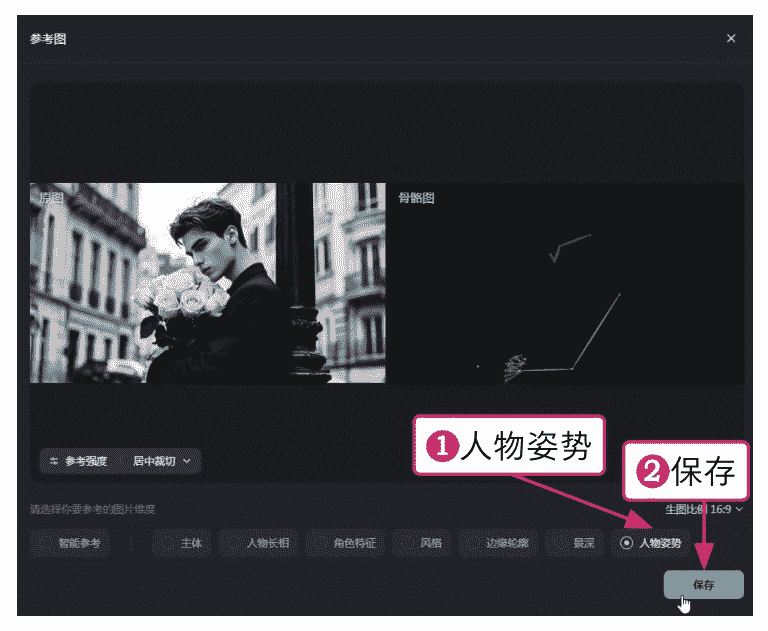 参考图
原图
骨骼图
❶人物姿势
❷保存
参考强度 居中裁切
请选择你要参考的图片维度
生图比例 16:9
智能参考 主体 人物长相 角色特征 风格 边缘轮廓 景深 人物姿势
保存